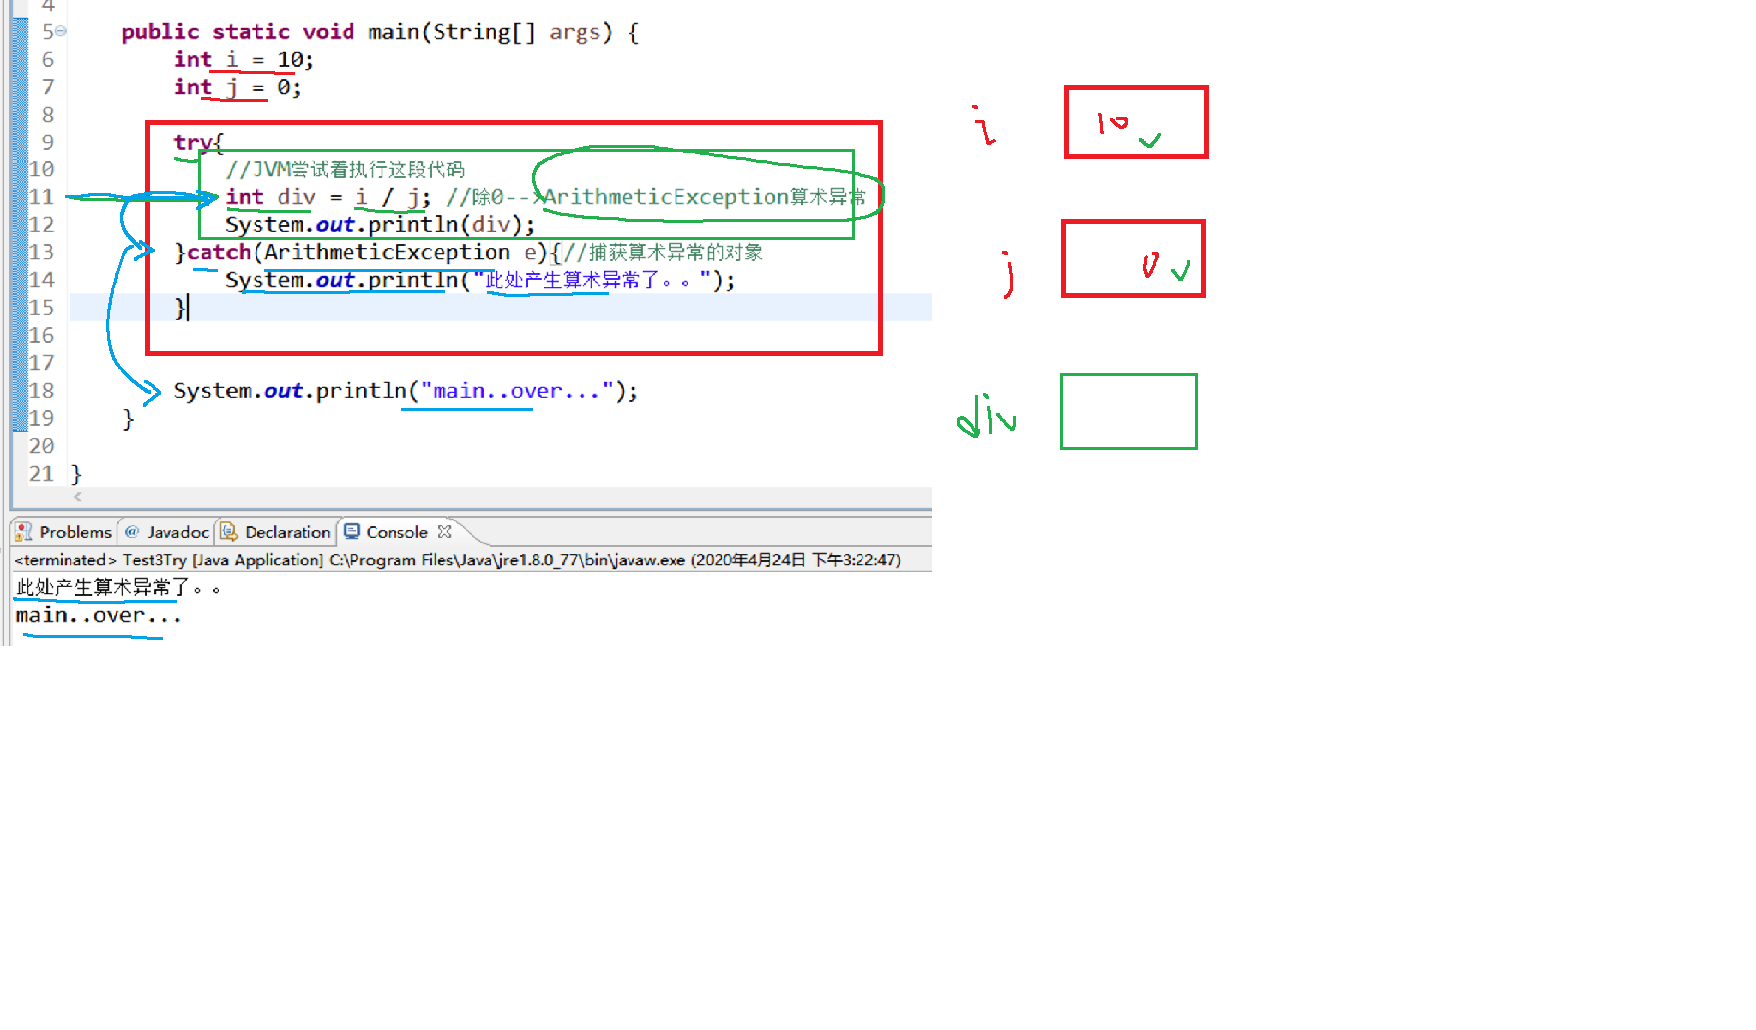 4
5 public static void main(String[] args) {
6 int i = 10;
7 int j = 0;
8
9 try{
10 //JVM尝试着执行这段代码
11 int div = i / j; //除0-->ArithmeticException算术异常
12 System.out.println(div);
13 }catch(ArithmeticException e){//捕获算术异常的对象
14 System.out.println("此处产生算术异常了。。");
15 }
16
17
18 System.out.println("main..over...");
19 }
20
21 }
i 10
j 0
div
Problems @ Javadoc Declaration Console
<terminated> Test3Try [Java Application] C:\Program Files\Java\jre1.8.0_77\bin\javaw.exe (2020年4月24日 下午3:22:47)
此处产生算术异常了。。
main..over...